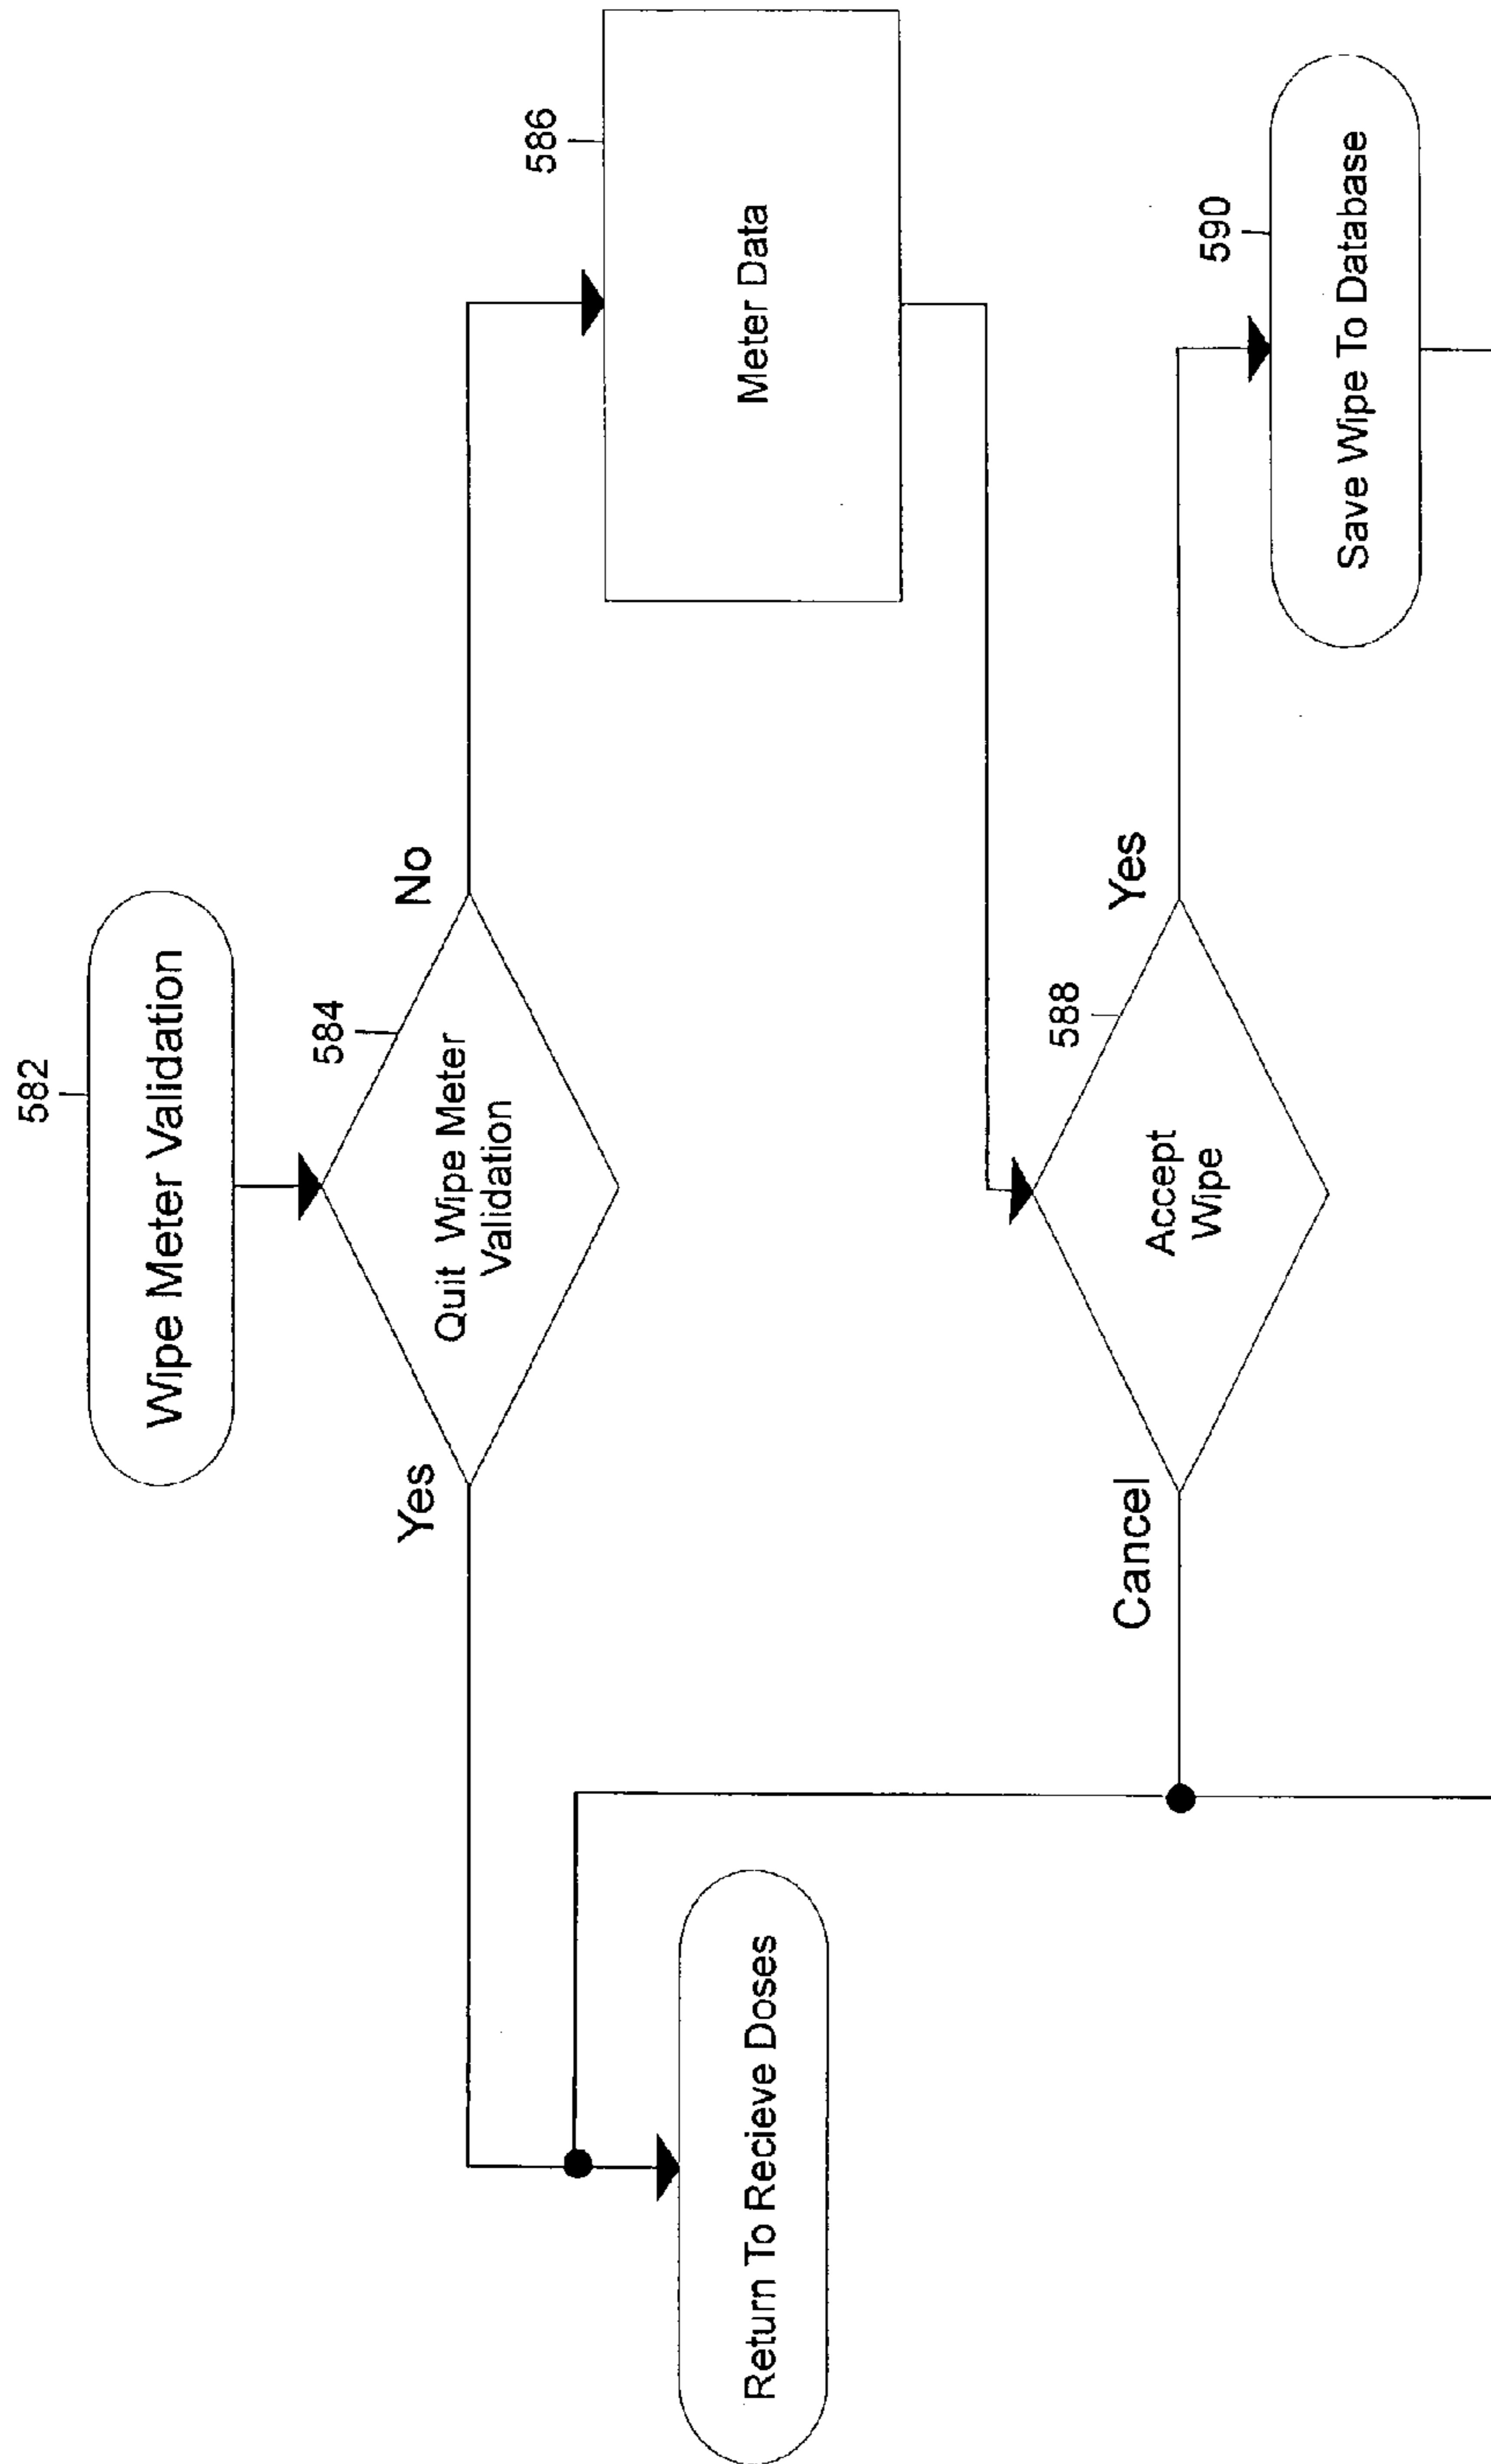 582
Wipe Meter Validation
584
Quit Wipe Meter
Validation
Yes
No
586
Meter Data
Return To Recieve Doses
588
Accept
Wipe
Cancel
Yes
590
Save Wipe To Database